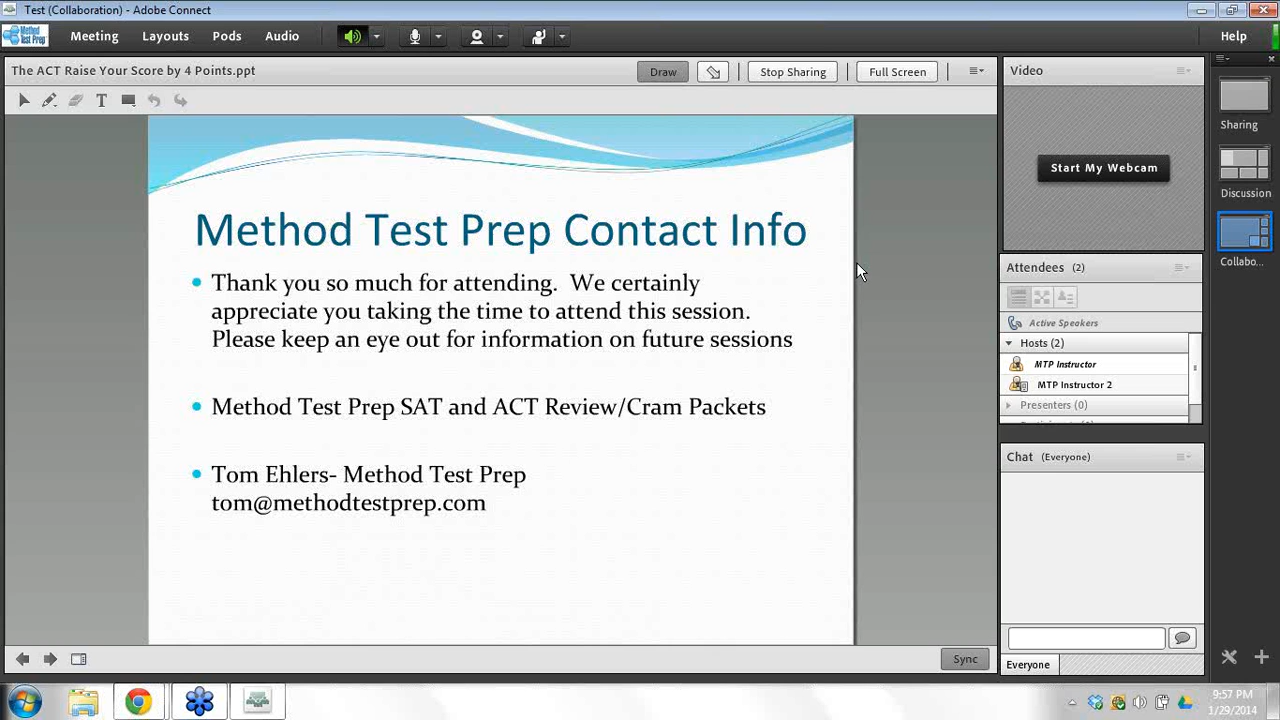 Test (Collaboration) - Adobe Connect
Method Test Prep
Meeting Layouts Pods Audio Help
The ACT Raise Your Score by 4 Points.ppt
Draw Stop Sharing Full Screen
T
Method Test Prep Contact Info
Thank you so much for attending. We certainly
appreciate you taking the time to attend this session.
Please keep an eye out for information on future sessions
Method Test Prep SAT and ACT Review/Cram Packets
Tom Ehlers- Method Test Prep
tom@methodtestprep.com
Sync
Video
Start My Webcam
Attendees (2)
Active Speakers
Hosts (2)
MTP Instructor
MTP Instructor 2
Presenters (0)
Chat (Everyone)
Everyone
Sharing
Discussion
Collabo...
9:57 PM
1/29/2014